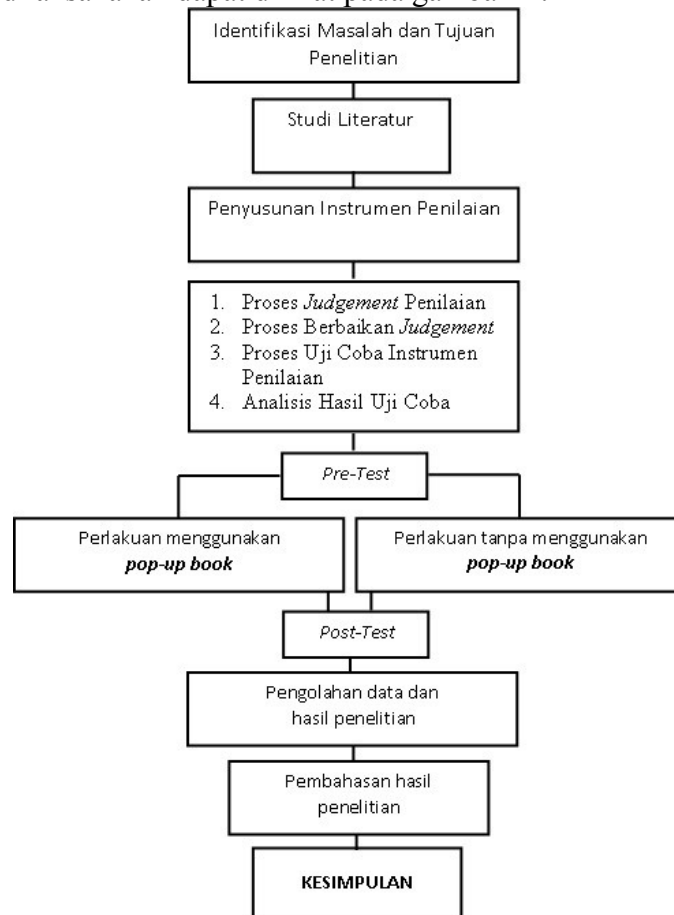 Identifikasi Masalah dan Tujuan
Penelitian
Studi Literatur
Penyusunan Instrumen Penilaian
1. Proses Judgement Penilaian
2. Proses Berbaikan Judgement
3. Proses Uji Coba Instrumen
Penilaian
4. Analisis Hasil Uji Coba
Pre-Test
Perlakuan menggunakan
pop-up book
Perlakuan tanpa menggunakan
pop-up book
Post-Test
Pengolahan data dan
hasil penelitian
Pembahasan hasil
penelitian
KESIMPULAN